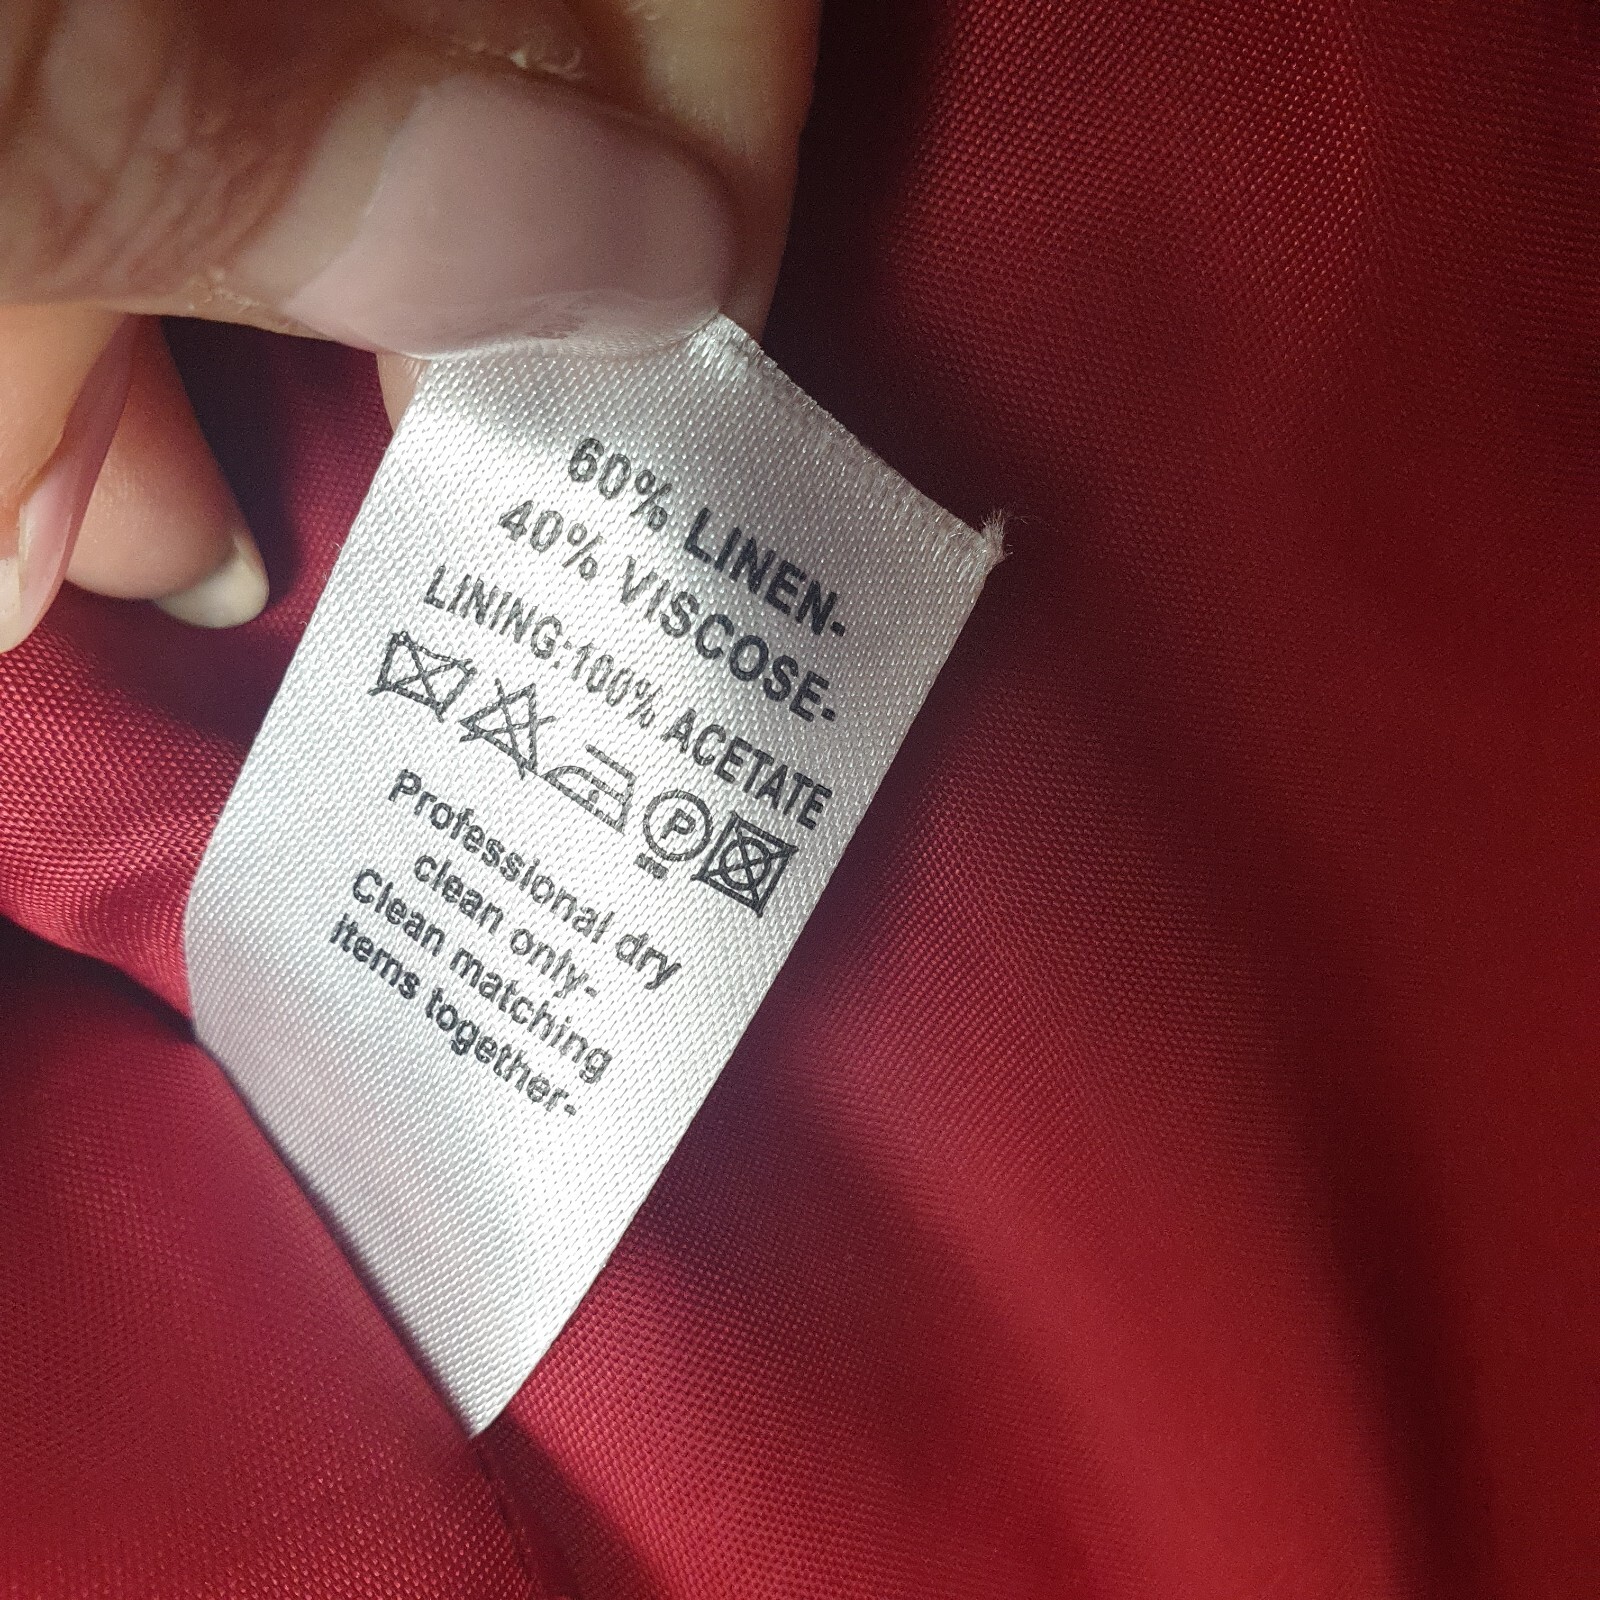 60% LINEN-
40% VISCOSE-
LINING:100% ACETATE
P
Professional dry
clean only-
Clean matching
items together-